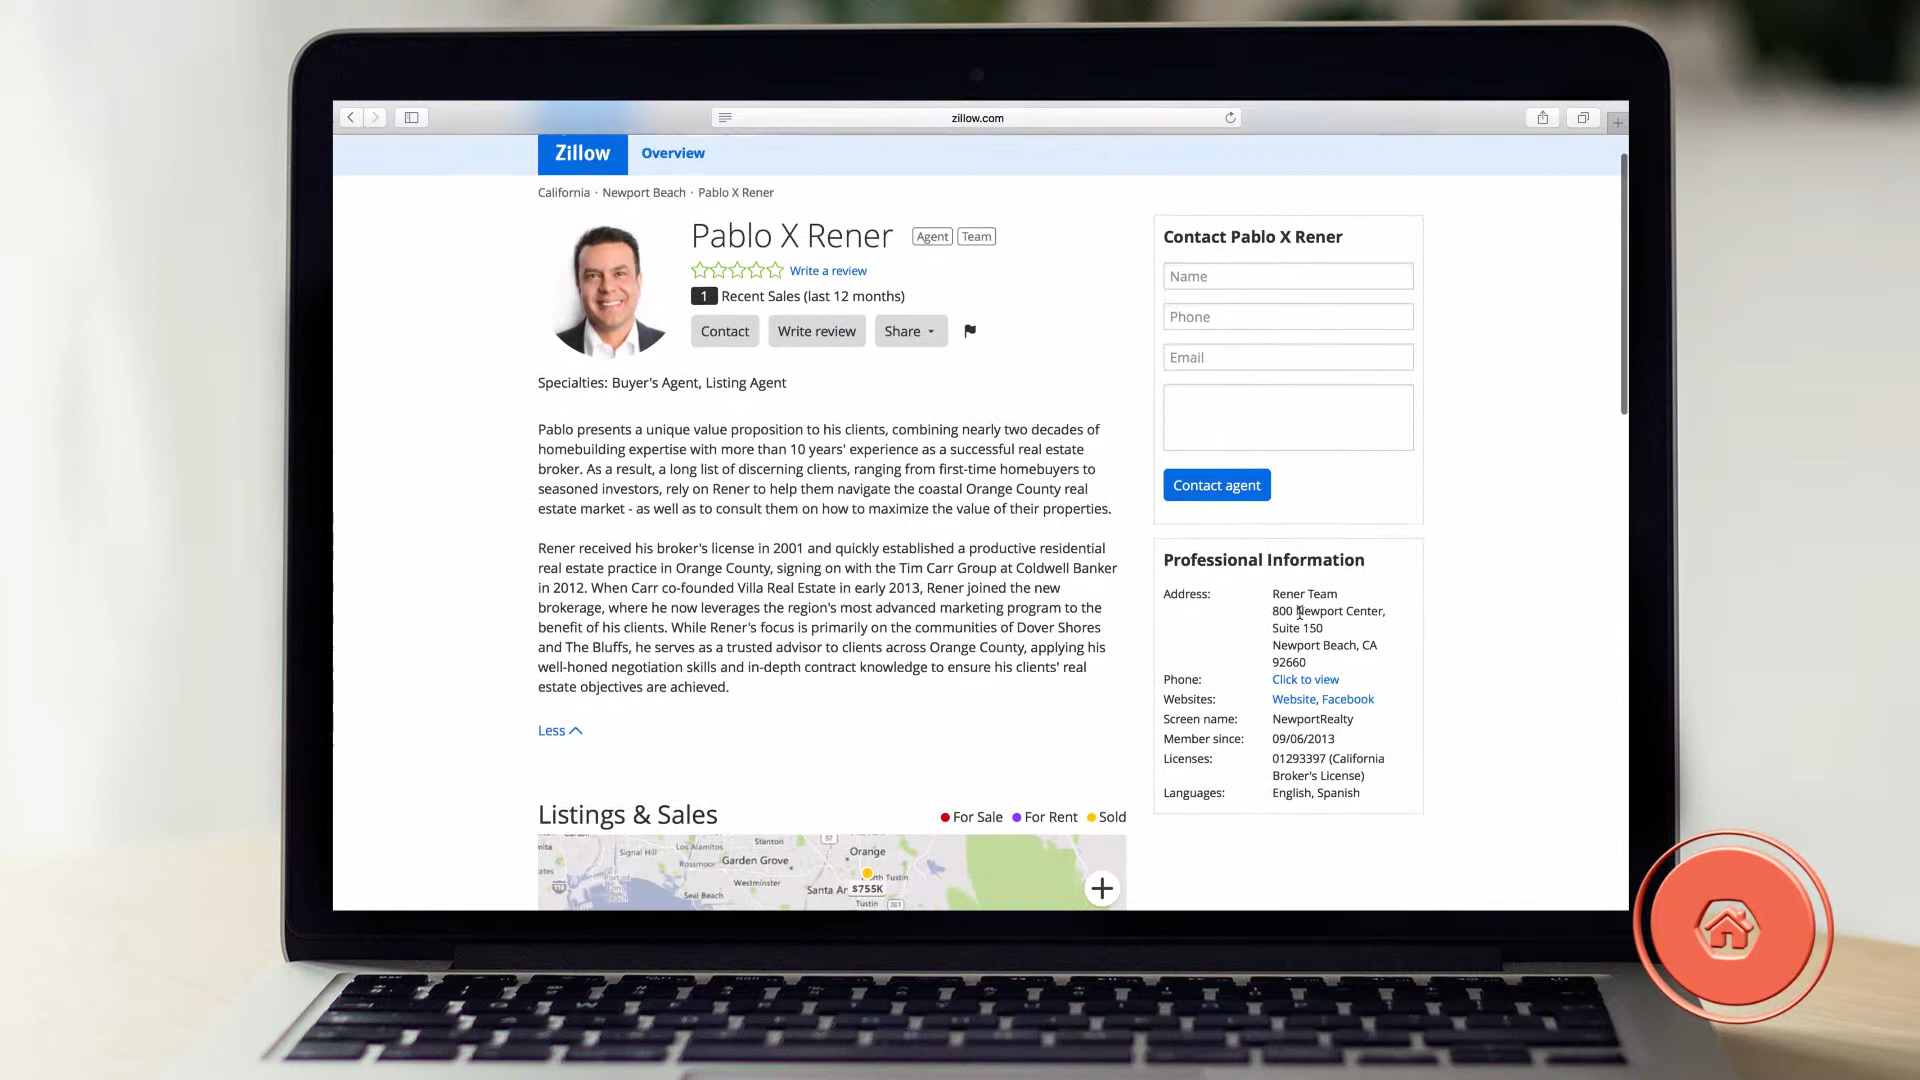 zillow.com
Zillow Overview
California · Newport Beach · Pablo X Rener
Pablo X Rener Agent Team
Write a review
1 Recent Sales (last 12 months)
Contact Write review Share
Specialties: Buyer's Agent, Listing Agent
Pablo presents a unique value proposition to his clients, combining nearly two decades of
homebuilding expertise with more than 10 years' experience as a successful real estate
broker. As a result, a long list of discerning clients, ranging from first-time homebuyers to
seasoned investors, rely on Rener to help them navigate the coastal Orange County real
estate market - as well as to consult them on how to maximize the value of their properties.
Rener received his broker's license in 2001 and quickly established a productive residential
real estate practice in Orange County, signing on with the Tim Carr Group at Coldwell Banker
in 2012. When Carr co-founded Villa Real Estate in early 2013, Rener joined the new
brokerage, where he now leverages the region's most advanced marketing program to the
benefit of his clients. While Rener's focus is primarily on the communities of Dover Shores
and The Bluffs, he serves as a trusted advisor to clients across Orange County, applying his
well-honed negotiation skills and in-depth contract knowledge to ensure his clients' real
estate objectives are achieved.
Less
Listings & Sales For Sale For Rent Sold
Stanton
57
Orange
Signal Hill
Los Alamitos
Rossmoor
Garden Grove
Westminster
Seal Beach
Port of
Long
Beach
$755K
Tustin
261
Contact Pablo X Rener
Name
Phone
Email
Contact agent
Professional Information
Address: Rener Team
800 Newport Center,
Suite 150
Newport Beach, CA
92660
Phone: Click to view
Websites: Website, Facebook
Screen name: NewportRealty
Member since: 09/06/2013
Licenses: 01293397 (California
Broker's License)
Languages: English, Spanish